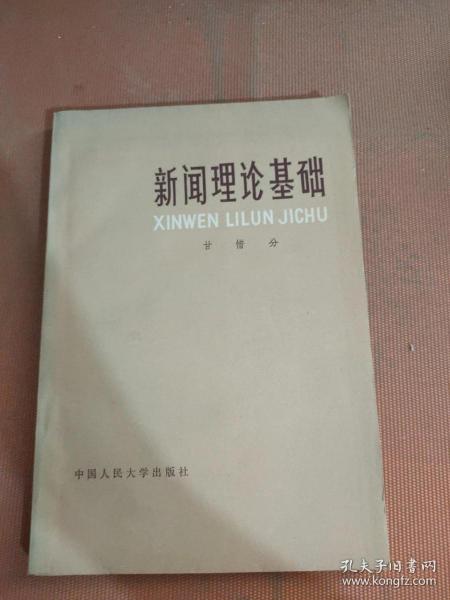 新闻理论基础
XINWEN LILUN JICHU
甘惜分
中国人民大学出版社
孔夫子旧书网
www.kongfz.com